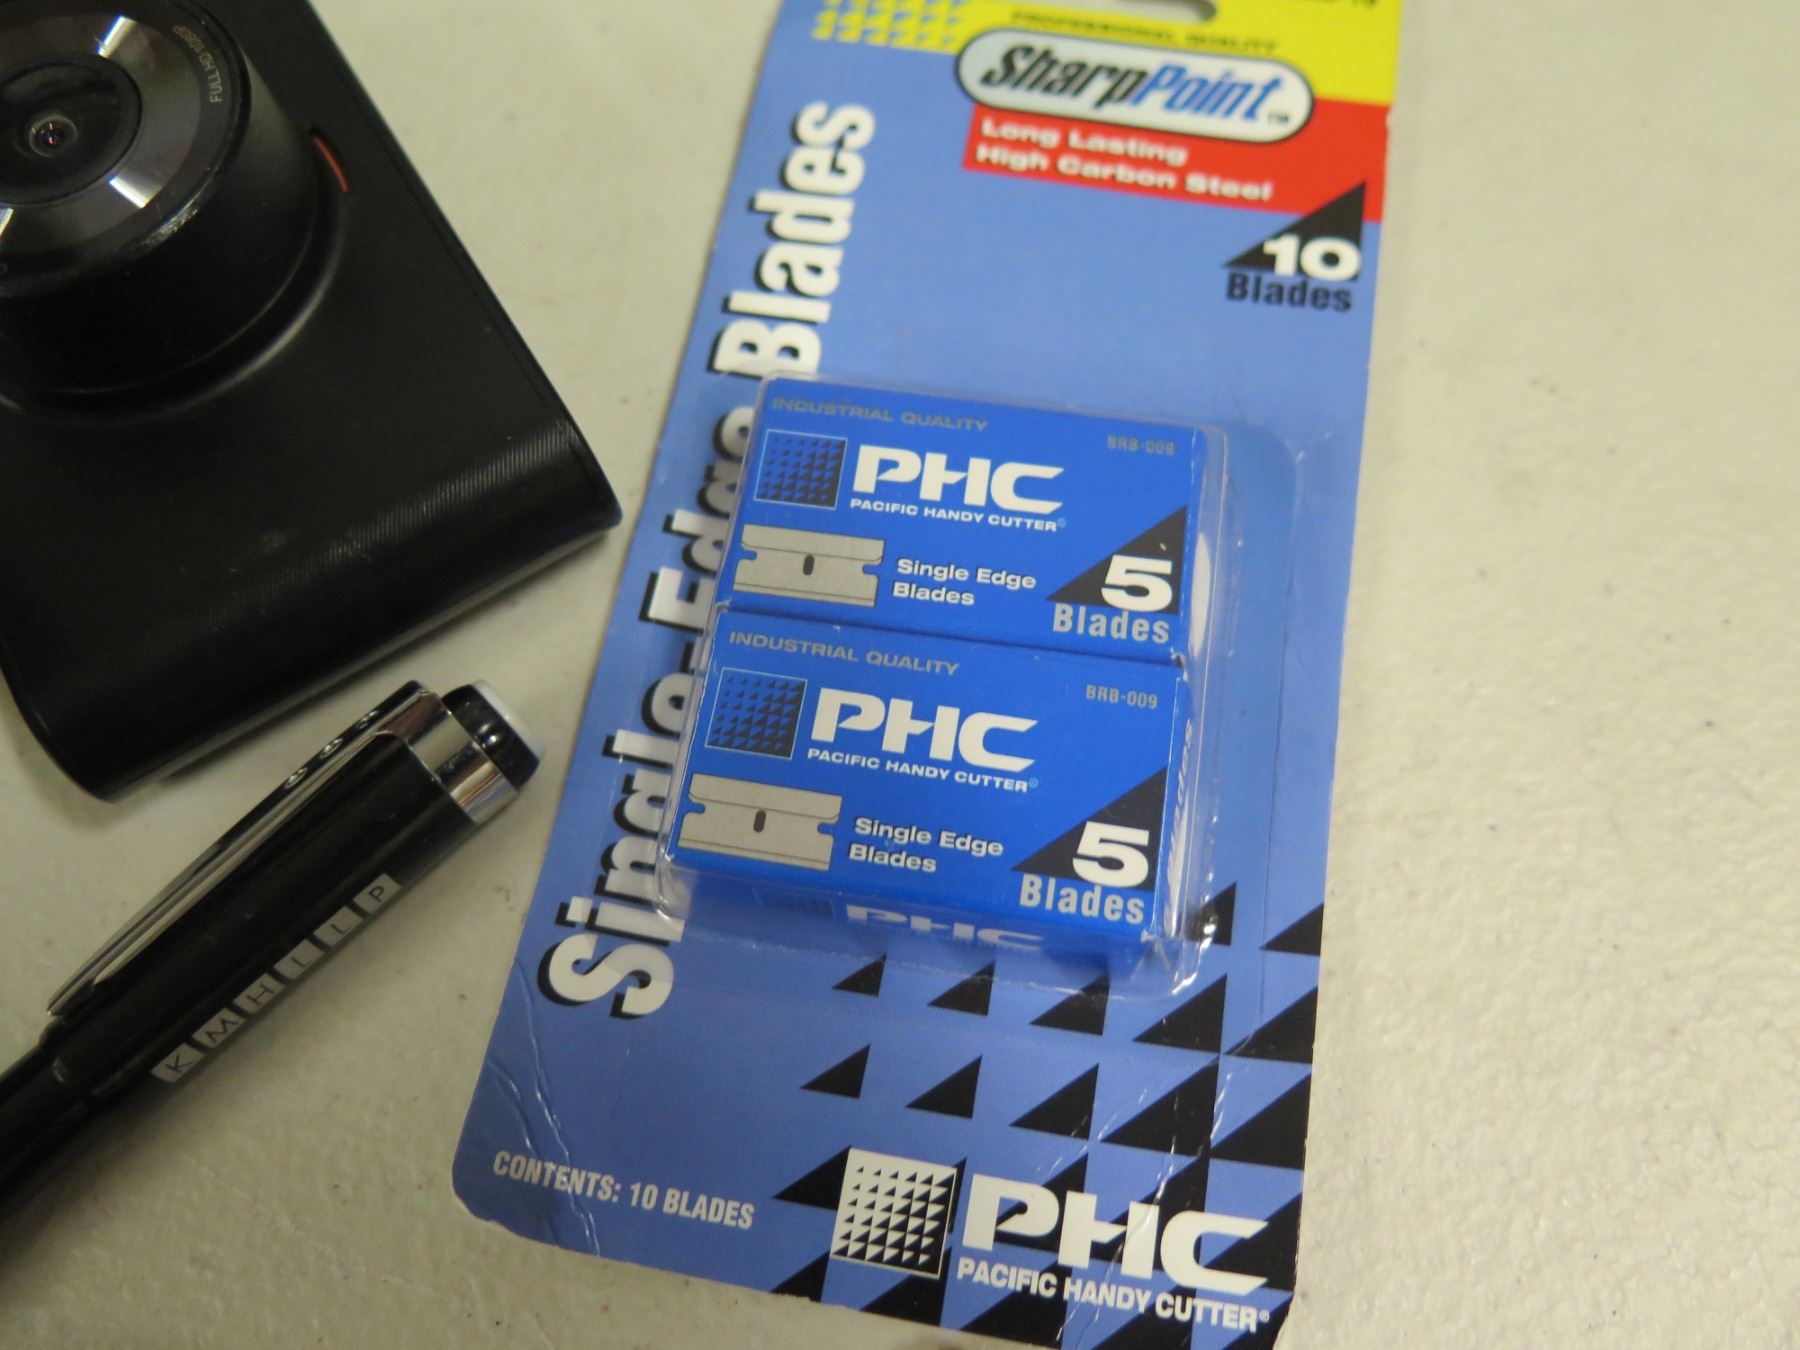 FULL HD 1080P
PROFESSIONAL QUALITY
SharpPoint™
Long Lasting
High Carbon Steel
10
Blades
Single-Edge Blades
INDUSTRIAL QUALITY
BRB-009
PHC
PACIFIC HANDY CUTTER®
Single Edge
Blades
5
Blades
INDUSTRIAL QUALITY
BRB-009
PHC
PACIFIC HANDY CUTTER®
Single Edge
Blades
5
Blades
PHC
KMHLLP
CONTENTS: 10 BLADES
PHC
PACIFIC HANDY CUTTER®